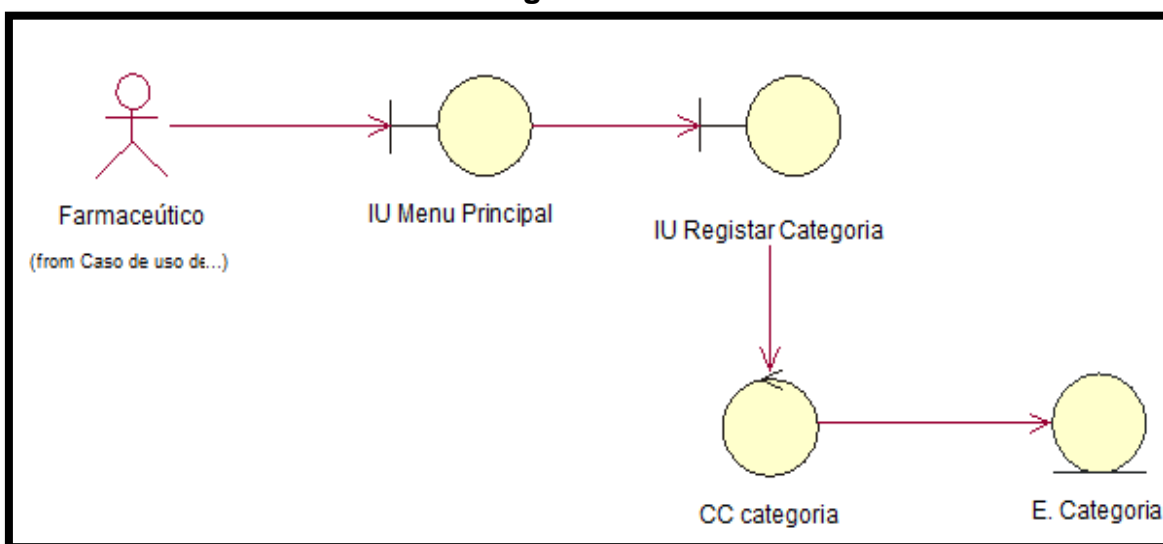 Farmaceútico
(from Caso de uso de...)
IU Menu Principal
IU Registar Categoria
CC categoria
E. Categoria